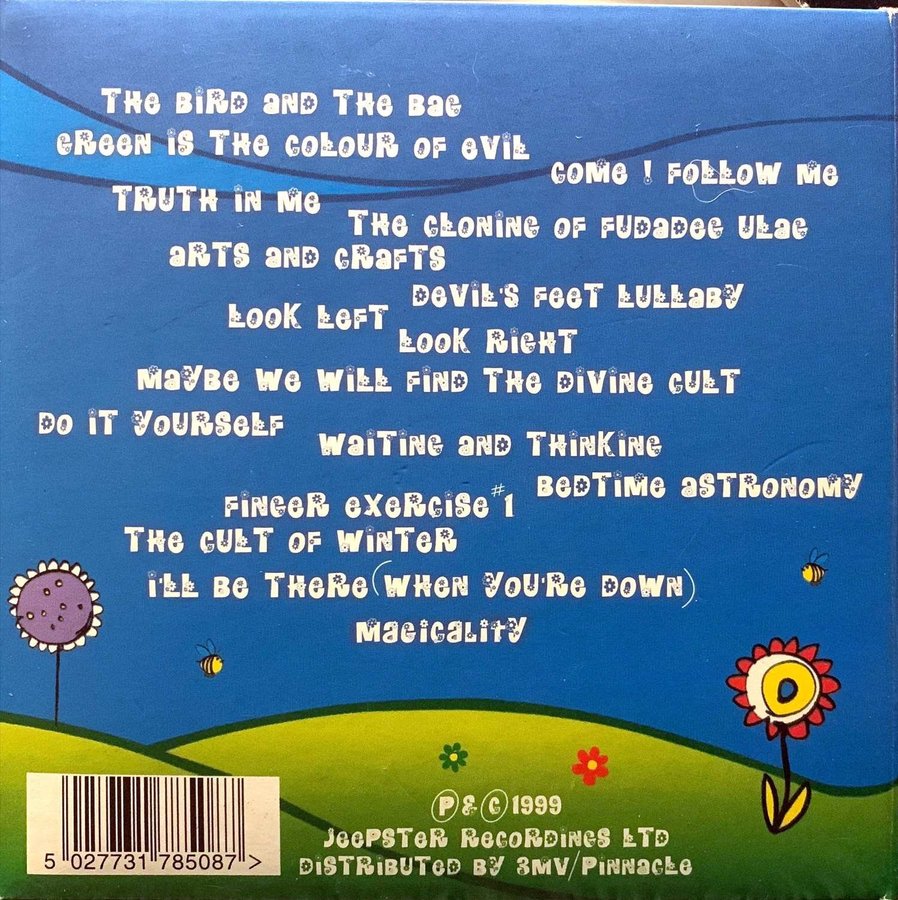 THE BIRD AND THE BAG
GREEN IS THE COLOUR OF EVIL
COME! FOLLOW ME
TRUTH IN ME
THE CLONING OF FUDADEG ULAG
ARTS AND CRAFTS
DEVIL'S FEET LULLABY
LOOK LEFT
LOOK RIGHT
MAYBE WE WILL FIND THE DIVINE CULT
DO IT YOURSELF
WAITING AND THINKING
BEDTIME ASTRONOMY
FINGER EXERCISE #1
THE CULT OF WINTER
I'LL BE THERE (WHEN YOU'RE DOWN)
MAGICALITY
P & C 1999
JEEPSTER RECORDINGS LTD
DISTRIBUTED BY 3MV/PINNACLE
5 027731 785087 >